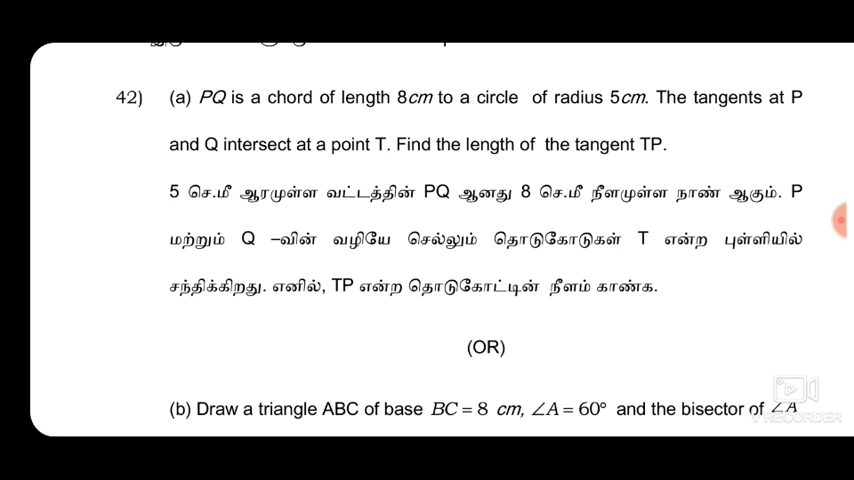 42) (a) PQ is a chord of length 8cm to a circle of radius 5cm. The tangents at P
and Q intersect at a point T. Find the length of the tangent TP.
5 செ.மீ ஆரமுள்ள வட்டத்தின் PQ ஆனது 8 செ.மீ நீளமுள்ள நாண் ஆகும். P
மற்றும் Q –வின் வழியே செல்லும் தொடுகோடுகள் T என்ற புள்ளியில்
சந்திக்கிறது. எனில், TP என்ற தொடுகோட்டின் நீளம் காண்க.
(OR)
(b) Draw a triangle ABC of base BC = 8 cm, ∠A = 60° and the bisector of ∠A
V RECORDER